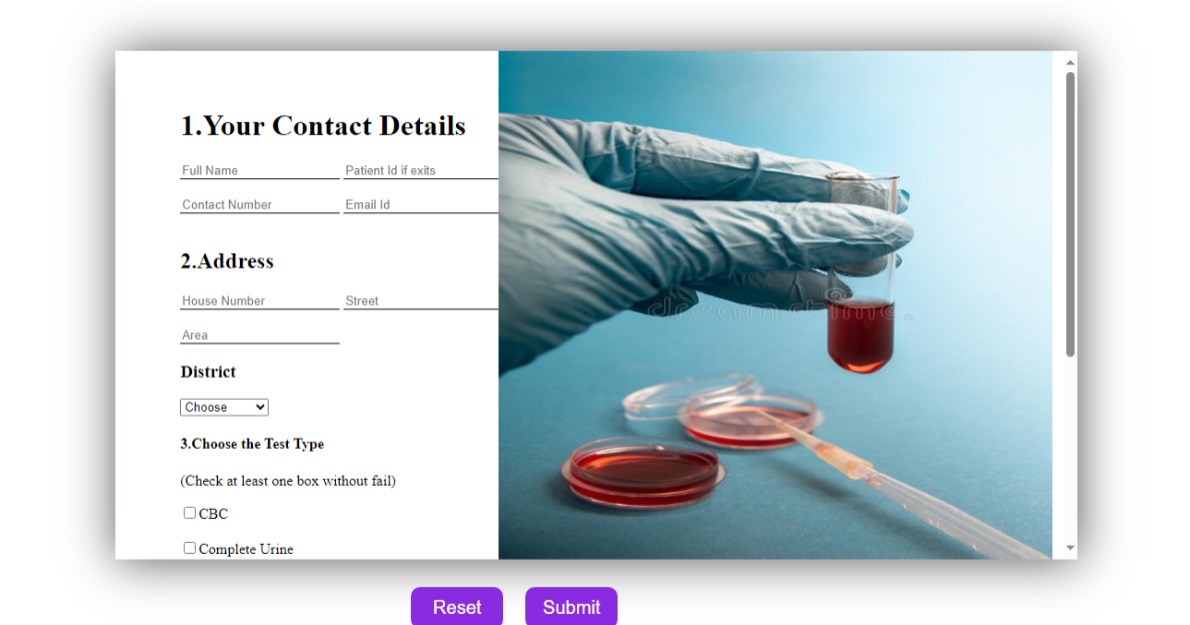 1.Your Contact Details
Full Name Patient Id if exits
Contact Number Email Id
2.Address
House Number Street
Area
District
Choose
3.Choose the Test Type
(Check at least one box without fail)
CBC
Complete Urine
dreamstime.
Reset Submit